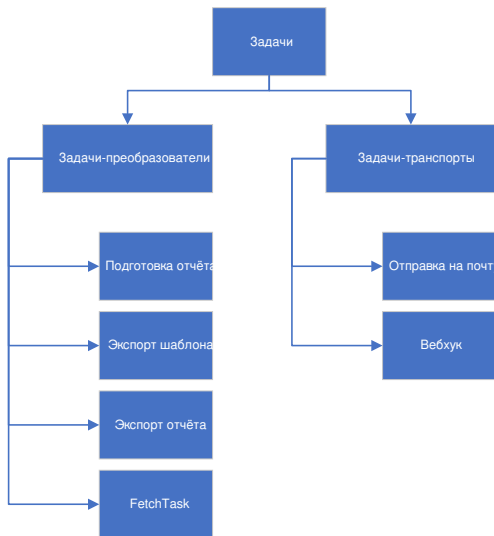 Задачи
Задачи-преобразователи
Задачи-транспорты
Подготовка отчёта
Отправка на почт
Экспорт шаблона
Вебхук
Экспорт отчёта
FetchTask